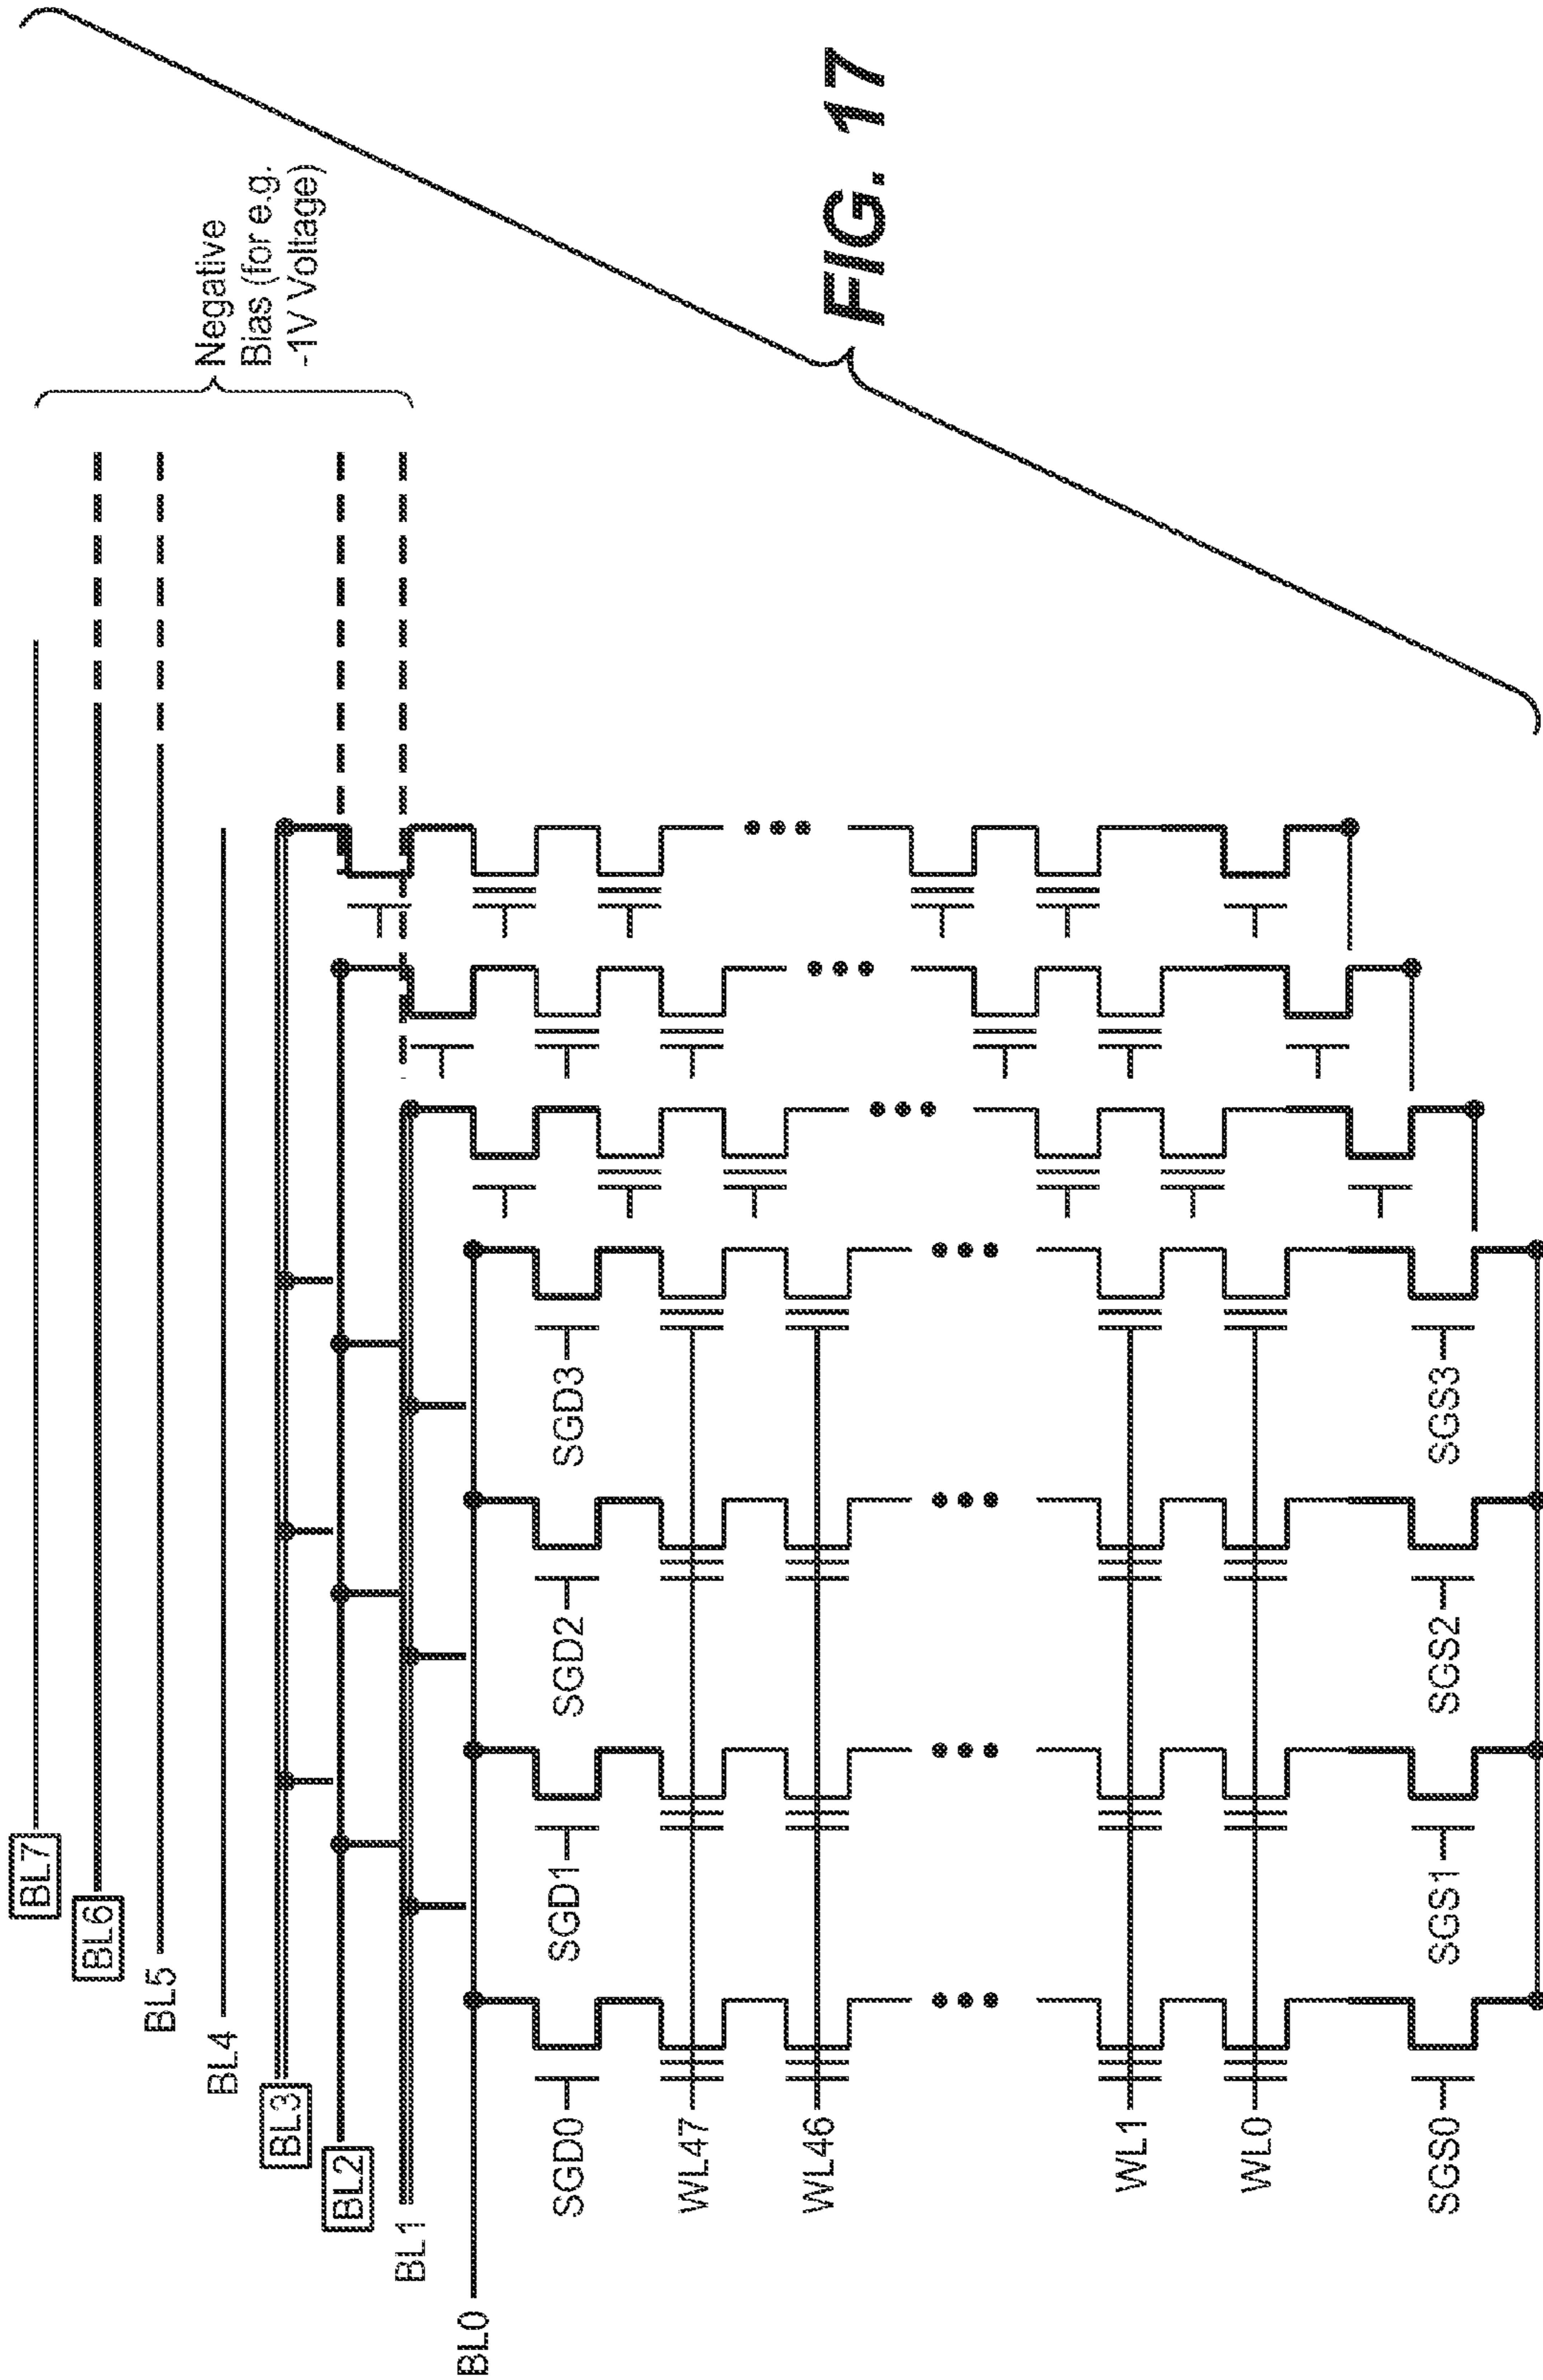 BL7
BL6
BL5
BL4
BL3
BL2
BL1
BL0
Negative
Bias (for e.g.
-1V Voltage)
SGD0
SGD1
SGD2
SGD3
WL47
WL46
WL1
WL0
SGS0
SGS1
SGS2
SGS3
FIG. 17